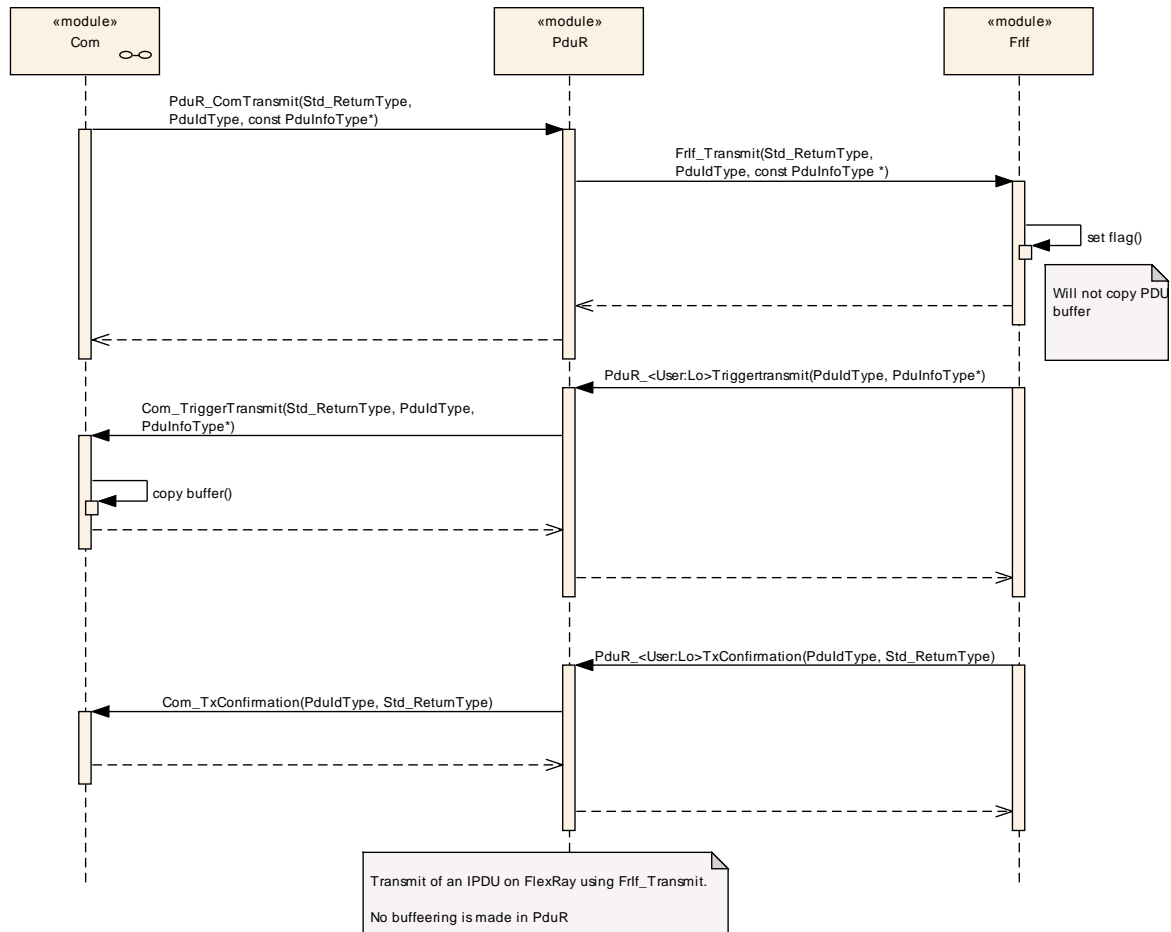 «module»
Com
«module»
PduR
«module»
FrIf
PduR_ComTransmit(Std_ReturnType,
PduIdType, const PduInfoType*)
FrIf_Transmit(Std_ReturnType,
PduIdType, const PduInfoType *)
set flag()
Will not copy PDU
buffer
PduR_<User:Lo>Triggertransmit(PduIdType, PduInfoType*)
Com_TriggerTransmit(Std_ReturnType, PduIdType,
PduInfoType*)
copy buffer()
PduR_<User:Lo>TxConfirmation(PduIdType, Std_ReturnType)
Com_TxConfirmation(PduIdType, Std_ReturnType)
Transmit of an IPDU on FlexRay using FrIf_Transmit.
No buffeering is made in PduR